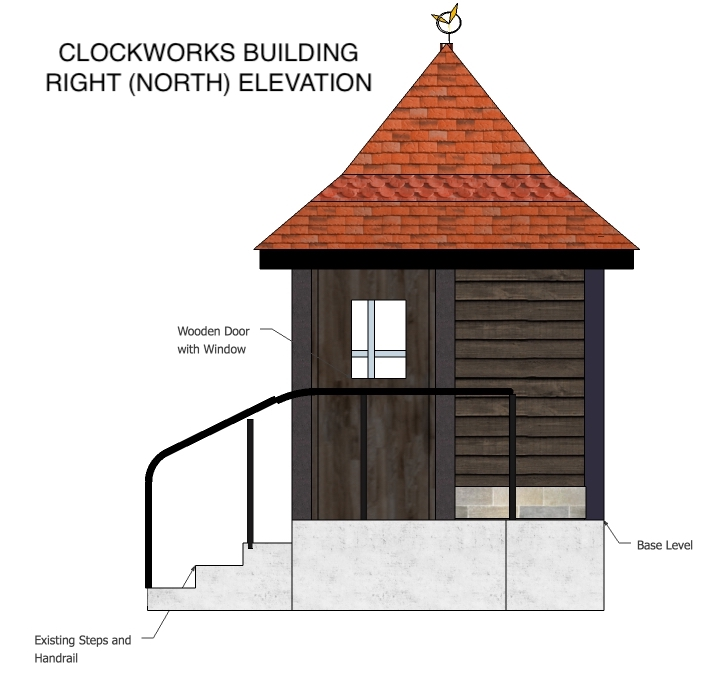 CLOCKWORKS BUILDING
RIGHT (NORTH) ELEVATION
Wooden Door
with Window
Base Level
Existing Steps and
Handrail